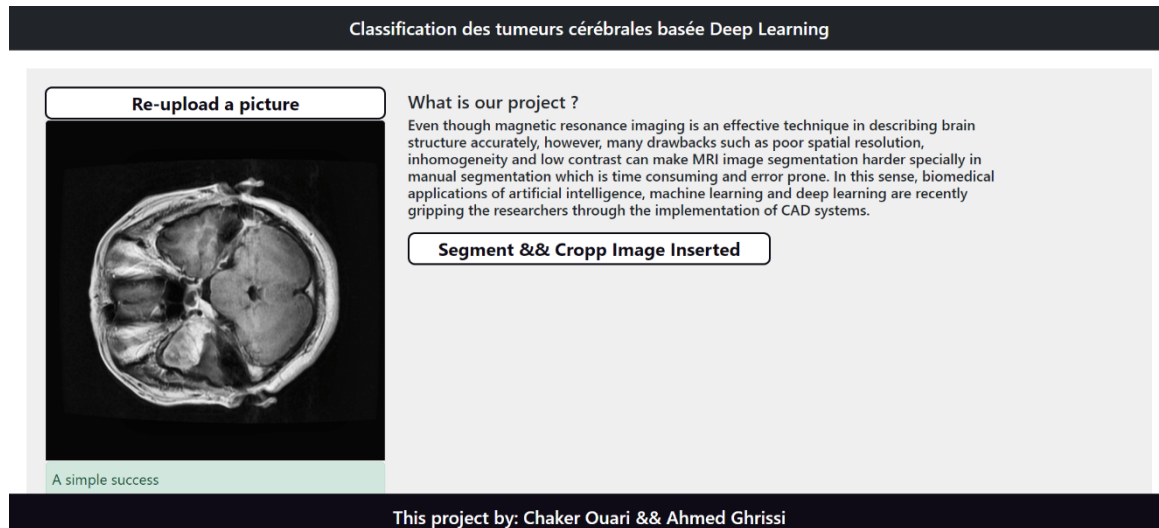 Classification des tumeurs cérébrales basée Deep Learning
Re-upload a picture
A simple success
What is our project ?
Even though magnetic resonance imaging is an effective technique in describing brain
structure accurately, however, many drawbacks such as poor spatial resolution,
inhomogeneity and low contrast can make MRI image segmentation harder specially in
manual segmentation which is time consuming and error prone. In this sense, biomedical
applications of artificial intelligence, machine learning and deep learning are recently
gripping the researchers through the implementation of CAD systems.
Segment && Cropp Image Inserted
This project by: Chaker Ouari && Ahmed Ghrissi